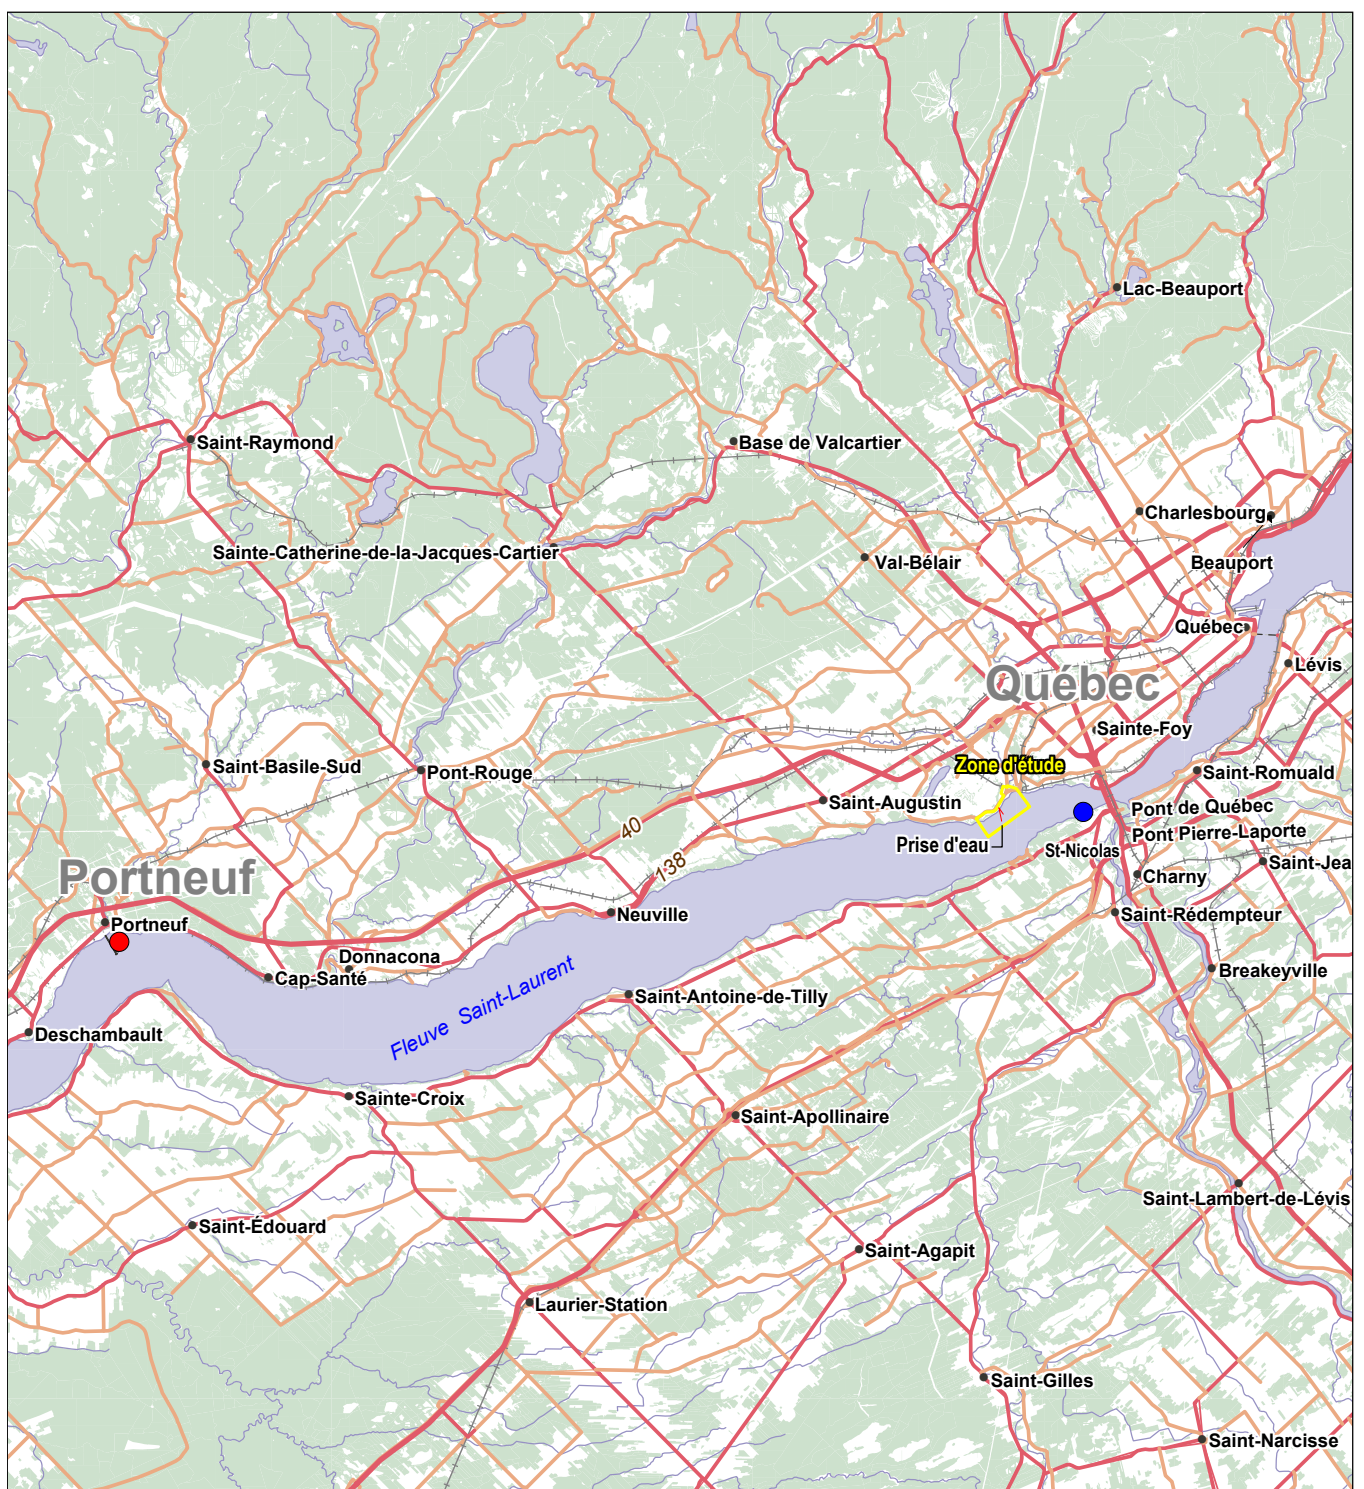 Lac-Beauport
Saint-Raymond
Base de Valcartier
Charlesbourg
Sainte-Catherine-de-la-Jacques-Cartier
Val-Bélair
Beauport
Québec
Lévis
Québec
Sainte-Foy
Saint-Basile-Sud
Pont-Rouge
Zone d'étude
Saint-Romuald
Saint-Augustin
Pont de Québec
40
Pont Pierre-Laporte
Prise d'eau
St-Nicolas
138
Saint-Jea
Portneuf
Charny
Neuville
Saint-Rédempteur
Portneuf
Donnacona
Cap-Santé
Breakeyville
Saint-Antoine-de-Tilly
Fleuve Saint-Laurent
Deschambault
Sainte-Croix
Saint-Apollinaire
Saint-Lambert-de-Lévis
Saint-Édouard
Saint-Agapit
Laurier-Station
Saint-Gilles
Saint-Narcisse